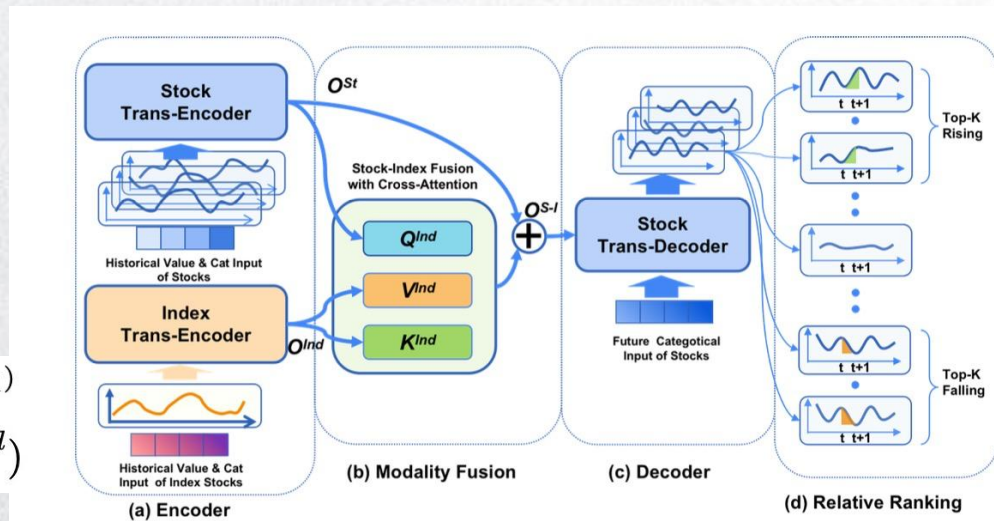 Stock
Trans-Encoder
Historical Value & Cat Input
of Stocks
Index
Trans-Encoder
Historical Value & Cat
Input of Index Stocks
(a) Encoder
)
l)
O^St
Stock-Index Fusion
with Cross-Attention
Q^Ind
V^Ind
K^Ind
O^Ind
O^S-I
+
(b) Modality Fusion
Stock
Trans-Decoder
Future Categotical
Input of Stocks
(c) Decoder
t t+1
t t+1
t t+1
t t+1
t t+1
Top-K
Rising
Top-K
Falling
(d) Relative Ranking